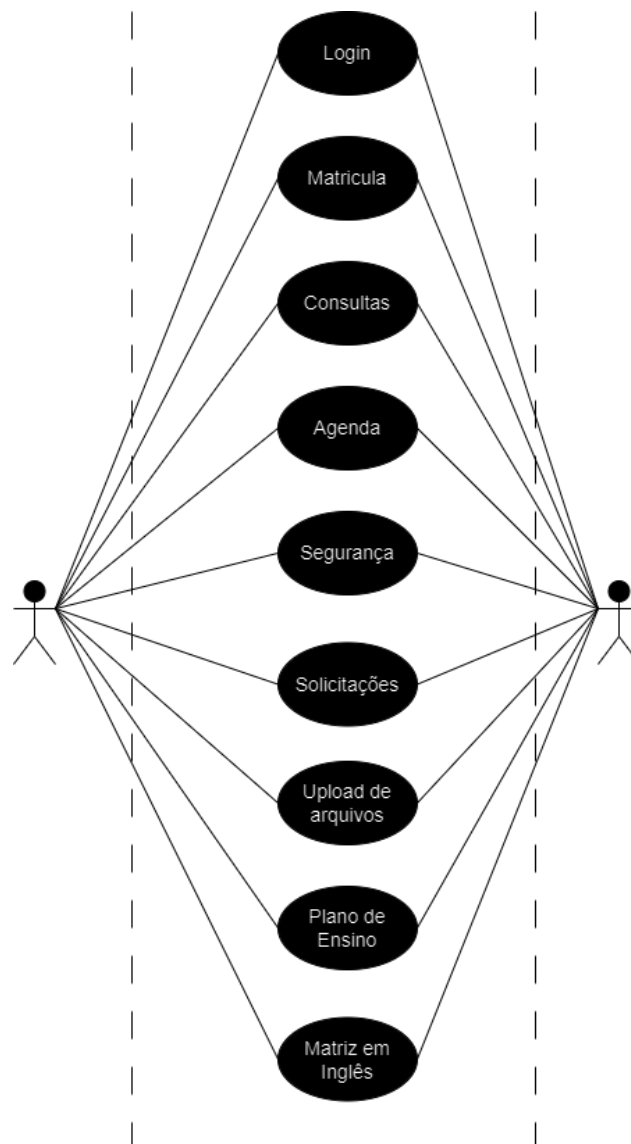 Login
Matricula
Consultas
Agenda
Segurança
Solicitações
Upload de
arquivos
Plano de
Ensino
Matriz em
Inglês